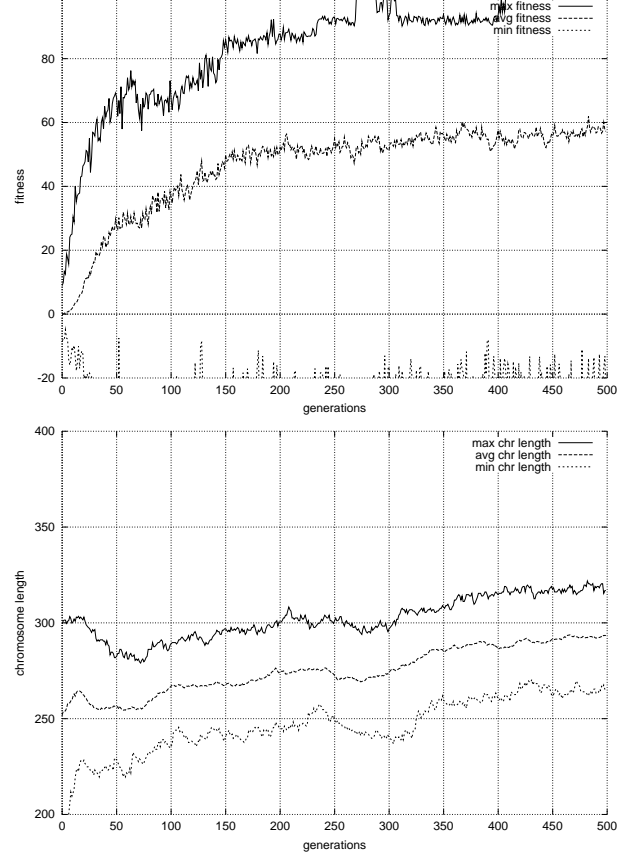 max fitness
avg fitness
min fitness
80
60
40
20
0
-20
fitness
0 50 100 150 200 250 300 350 400 450 500
generations
400
350
300
250
200
chromosome length
max chr length
avg chr length
min chr length
0 50 100 150 200 250 300 350 400 450 500
generations